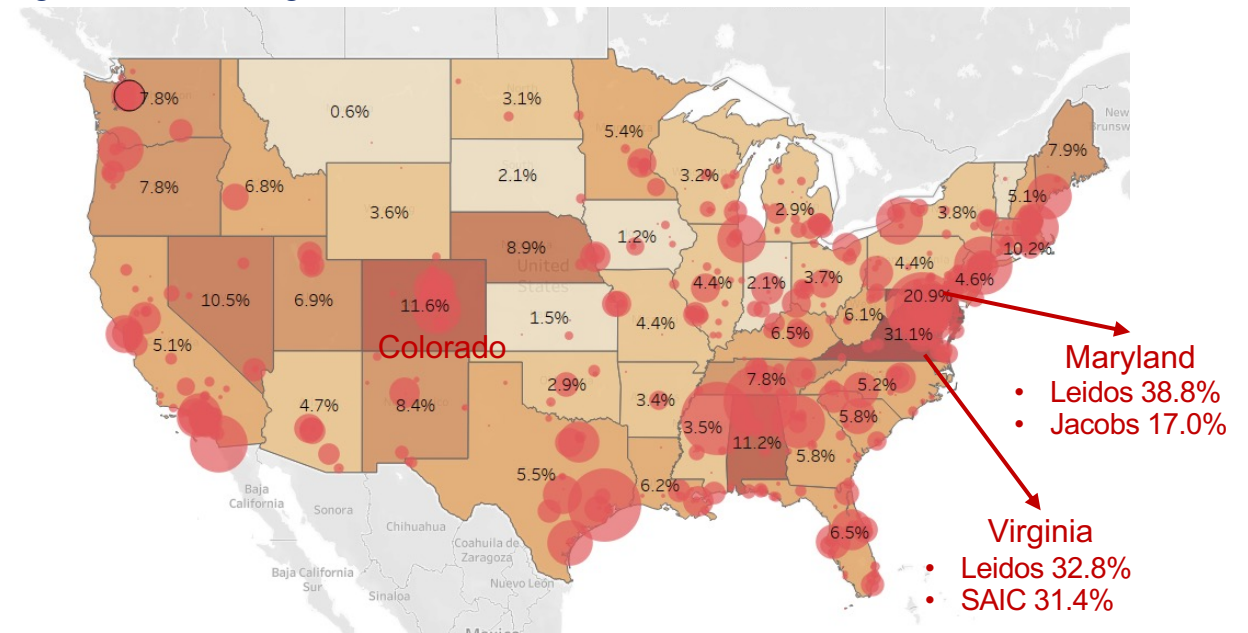 7.8%
0.6%
3.1%
5.4%
7.9%
New
Brunsw
7.8%
6.8%
2.1%
3.2%
2.9%
3.8%
5.1%
3.6%
8.9%
1.2%
10.2%
United
States
4.4%
4.6%
10.5%
6.9%
11.6%
4.4%
2.1%
3.7%
20.9%
1.5%
4.4%
6.1%
31.1%
6.5%
5.1%
Colorado
4.7%
8.4%
2.9%
3.4%
7.8%
5.2%
5.8%
3.5%
11.2%
5.8%
5.5%
6.2%
6.5%
Maryland
• Leidos 38.8%
• Jacobs 17.0%
Virginia
• Leidos 32.8%
• SAIC 31.4%
Baja
California
Sonora
Chihuahua
Coahuila de
Zaragoza
Baja California
Sur
Sinaloa
Nuevo León
Mexico